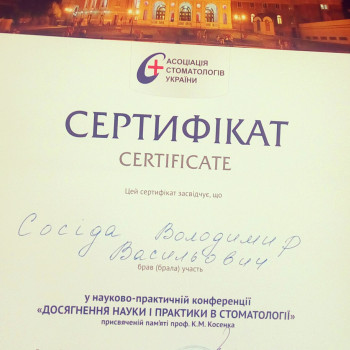 АСОЦІАЦІЯ
СТОМАТОЛОГІВ
УКРАЇНИ
СЕРТИФІКАТ
CERTIFICATE
Цей сертифікат засвідчує, що
Сосіда Володимир
Васильович
брав (брала) участь
у науково-практичній конференції
«ДОСЯГНЕННЯ НАУКИ І ПРАКТИКИ В СТОМАТОЛОГІЇ»
присвяченій пам'яті проф. К.М. Косенка